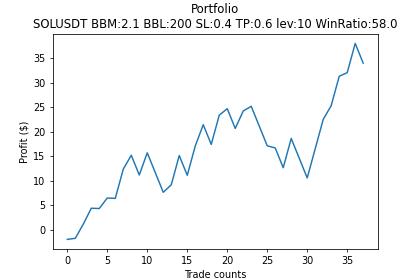 Portfolio
SOLUSDT BBM:2.1 BBL:200 SL:0.4 TP:0.6 lev:10 WinRatio:58.0
35
30
25
20
15
10
5
0
Profit ($)
0 5 10 15 20 25 30 35
Trade counts